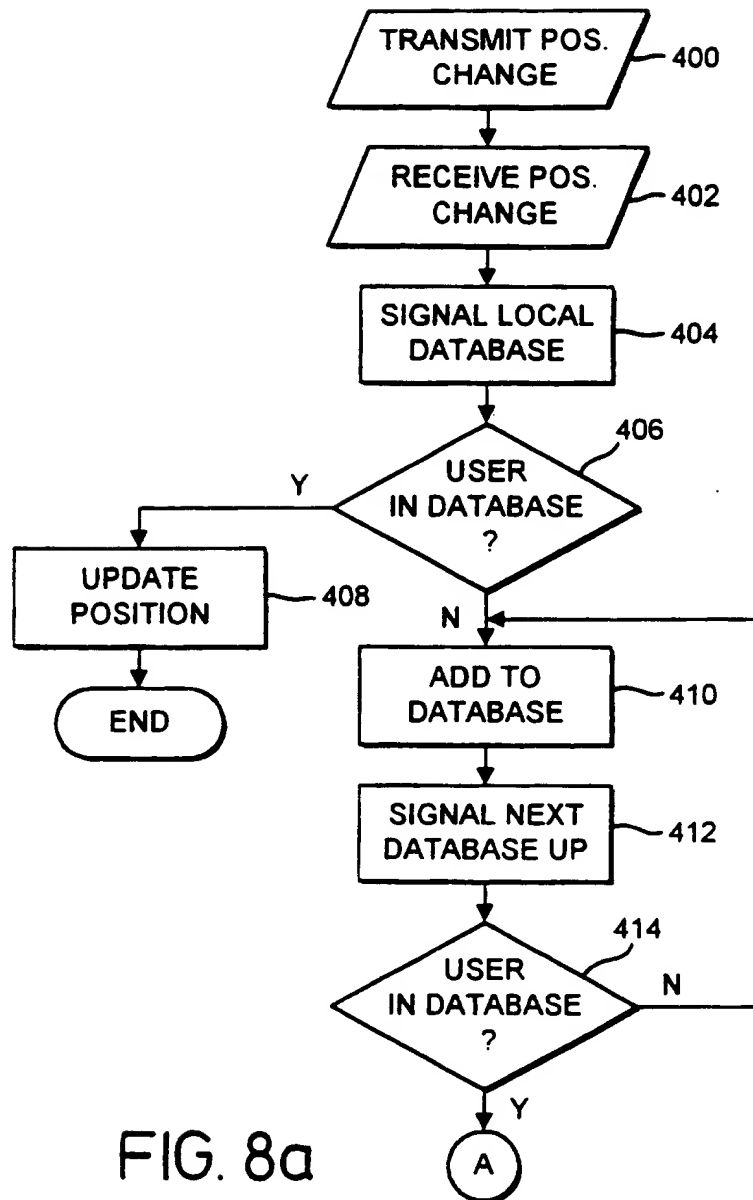 TRANSMIT POS.
CHANGE
400
RECEIVE POS.
CHANGE
402
SIGNAL LOCAL
DATABASE
404
406
USER
IN DATABASE
?
Y
UPDATE
POSITION
408
N
END
ADD TO
DATABASE
410
SIGNAL NEXT
DATABASE UP
412
414
USER
IN DATABASE
?
N
Y
A
FIG. 8a